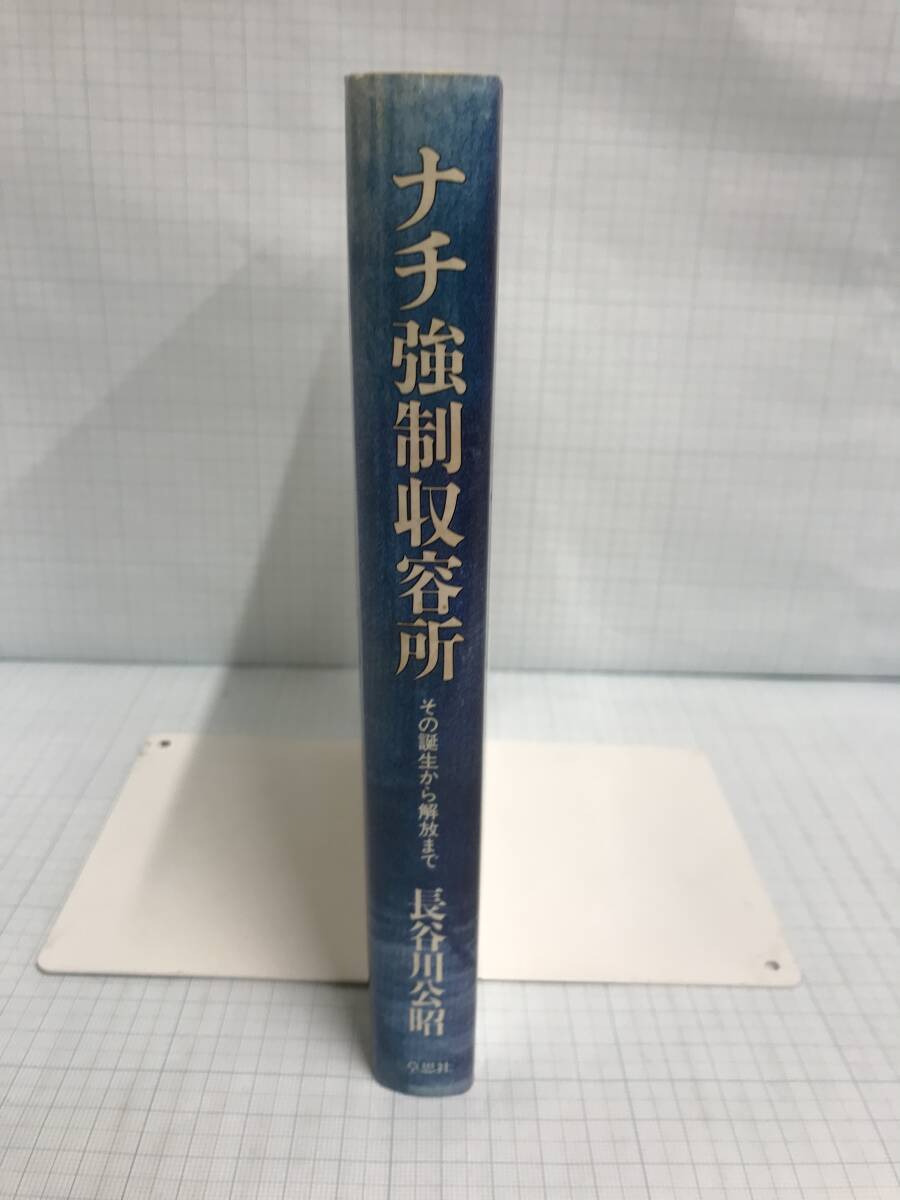 ナチ強制収容所
その誕生から解放まで
長谷川公昭
草思社